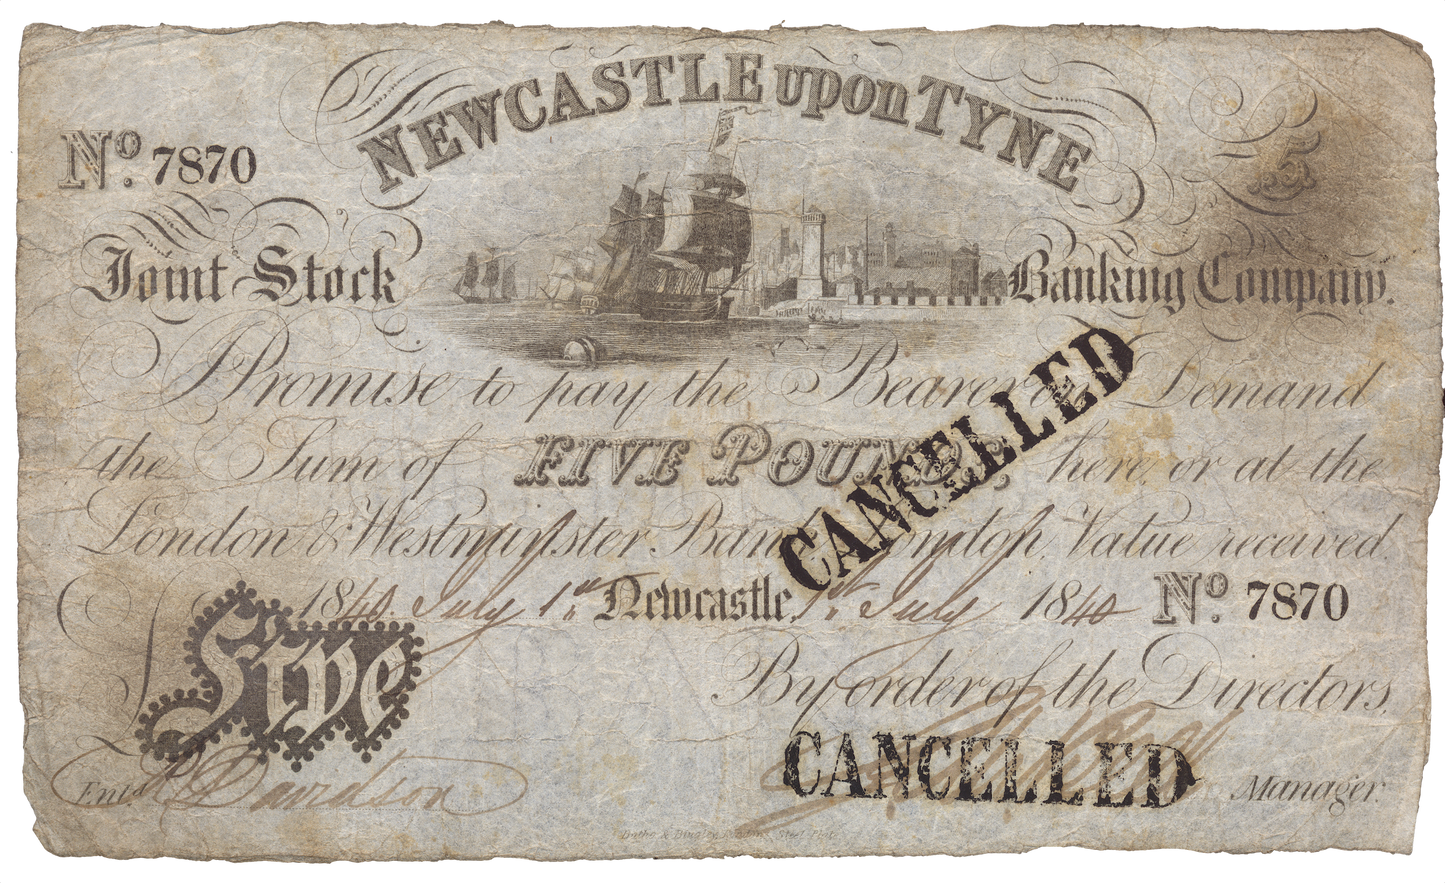 NEWCASTLE upon TYNE
No. 7870
5
Joint Stock Banking Company.
I Promise to pay the Bearer on Demand
the Sum of FIVE POUNDS, here, or at the
London & Westminster Bank London, Value received.
1840. July 1st Newcastle, 1st July 1840 No. 7870
CANCELLED
By order of the Directors,
Five
CANCELLED
Entd. Davidson Manager.